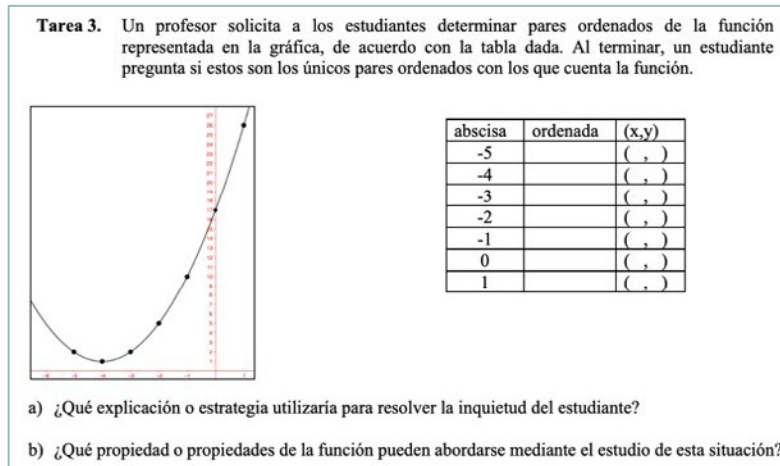 Tarea 3. Un profesor solicita a los estudiantes determinar pares ordenados de la función
representada en la gráfica, de acuerdo con la tabla dada. Al terminar, un estudiante
pregunta si estos son los únicos pares ordenados con los que cuenta la función.
abscisa ordenada (x,y)
-5 ( , )
-4 ( , )
-3 ( , )
-2 ( , )
-1 ( , )
0 ( , )
1 ( , )
a) ¿Qué explicación o estrategia utilizaría para resolver la inquietud del estudiante?
b) ¿Qué propiedad o propiedades de la función pueden abordarse mediante el estudio de esta situación?